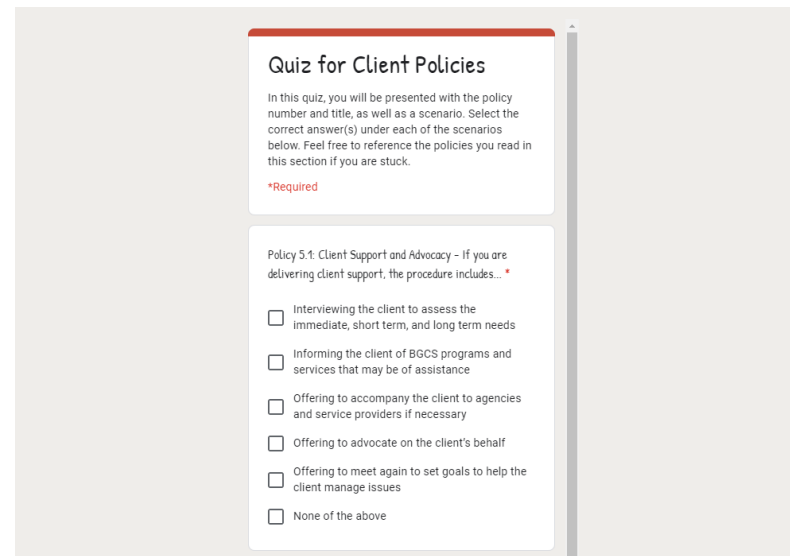 Quiz for Client Policies
In this quiz, you will be presented with the policy
number and title, as well as a scenario. Select the
correct answer(s) under each of the scenarios
below. Feel free to reference the policies you read in
this section if you are stuck.
*Required
Policy 5.1: Client Support and Advocacy - If you are
delivering client support, the procedure includes... *
Interviewing the client to assess the
immediate, short term, and long term needs
Informing the client of BGCS programs and
services that may be of assistance
Offering to accompany the client to agencies
and service providers if necessary
Offering to advocate on the client's behalf
Offering to meet again to set goals to help the
client manage issues
None of the above